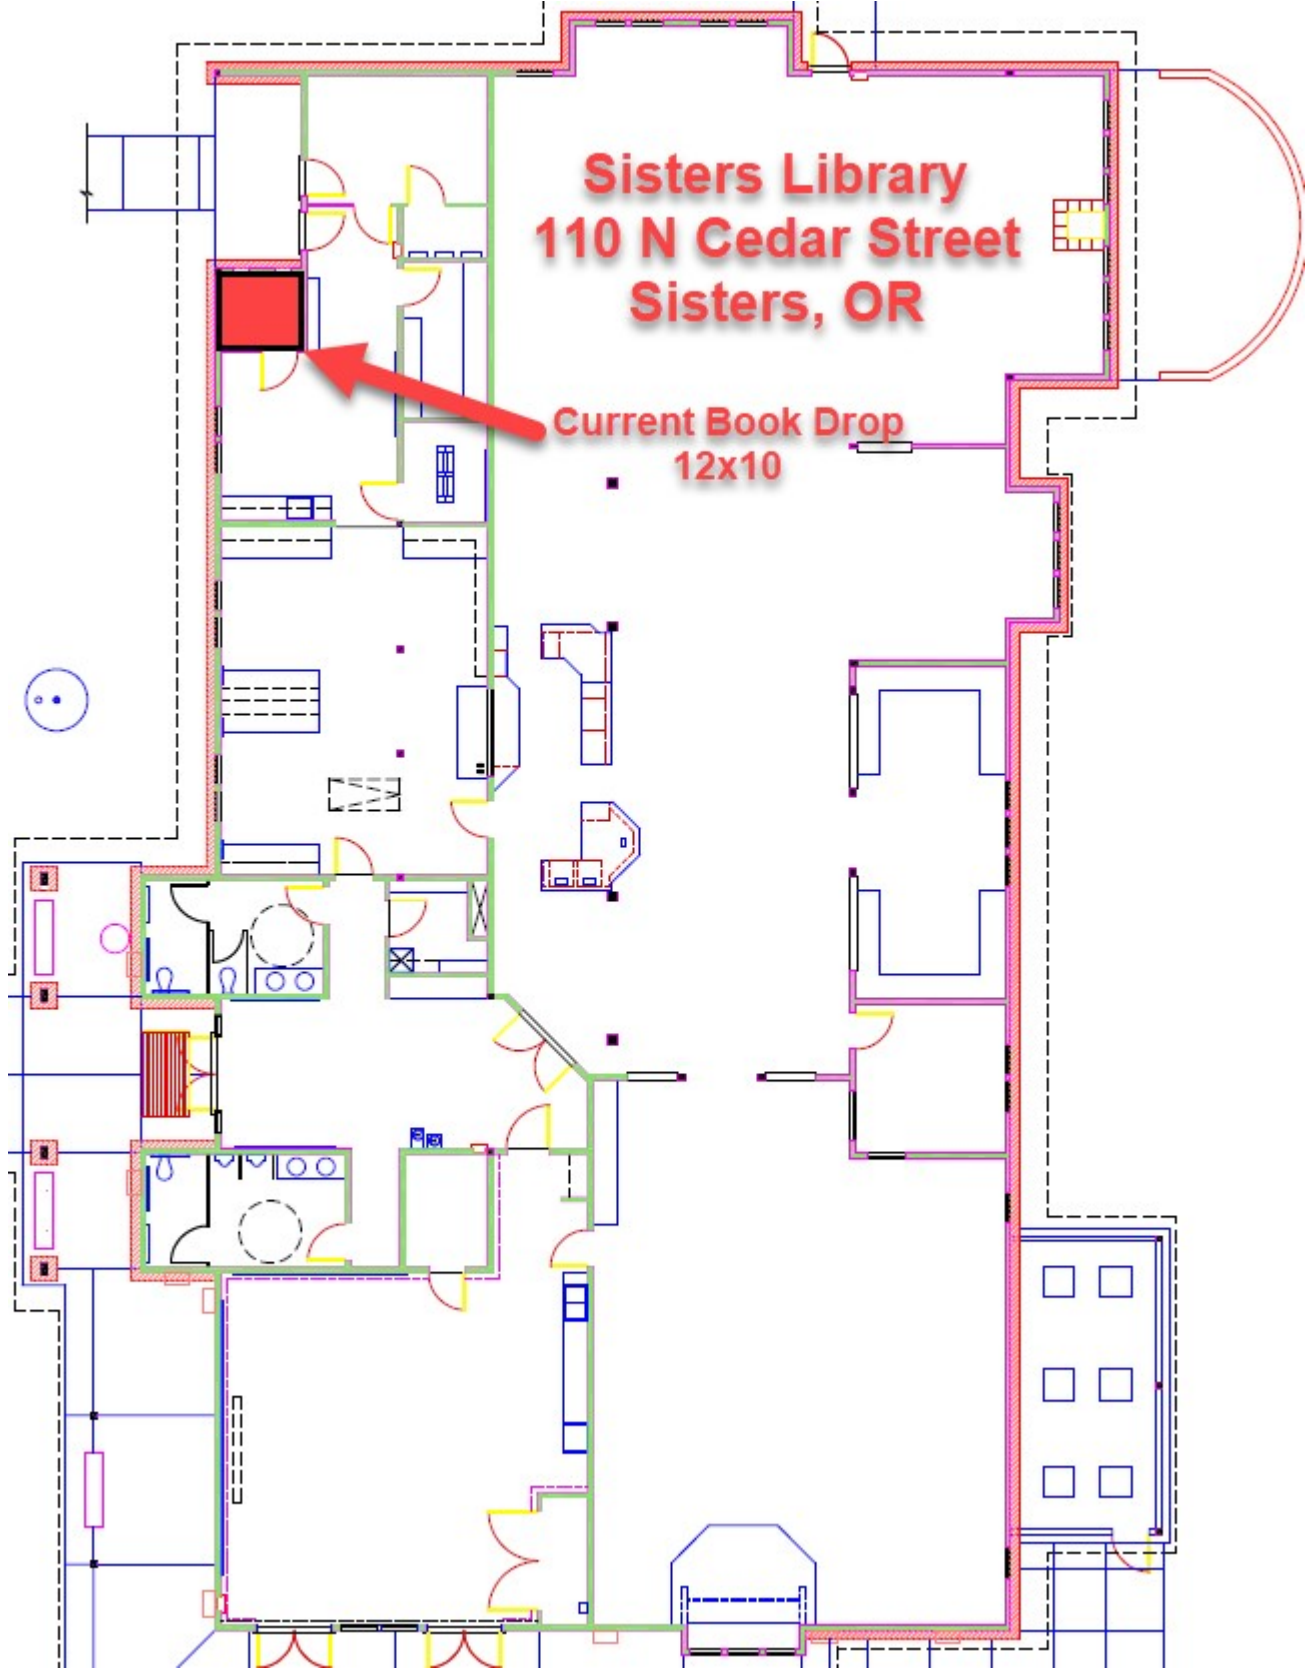 Sisters Library
110 N Cedar Street
Sisters, OR
Current Book Drop
12x10